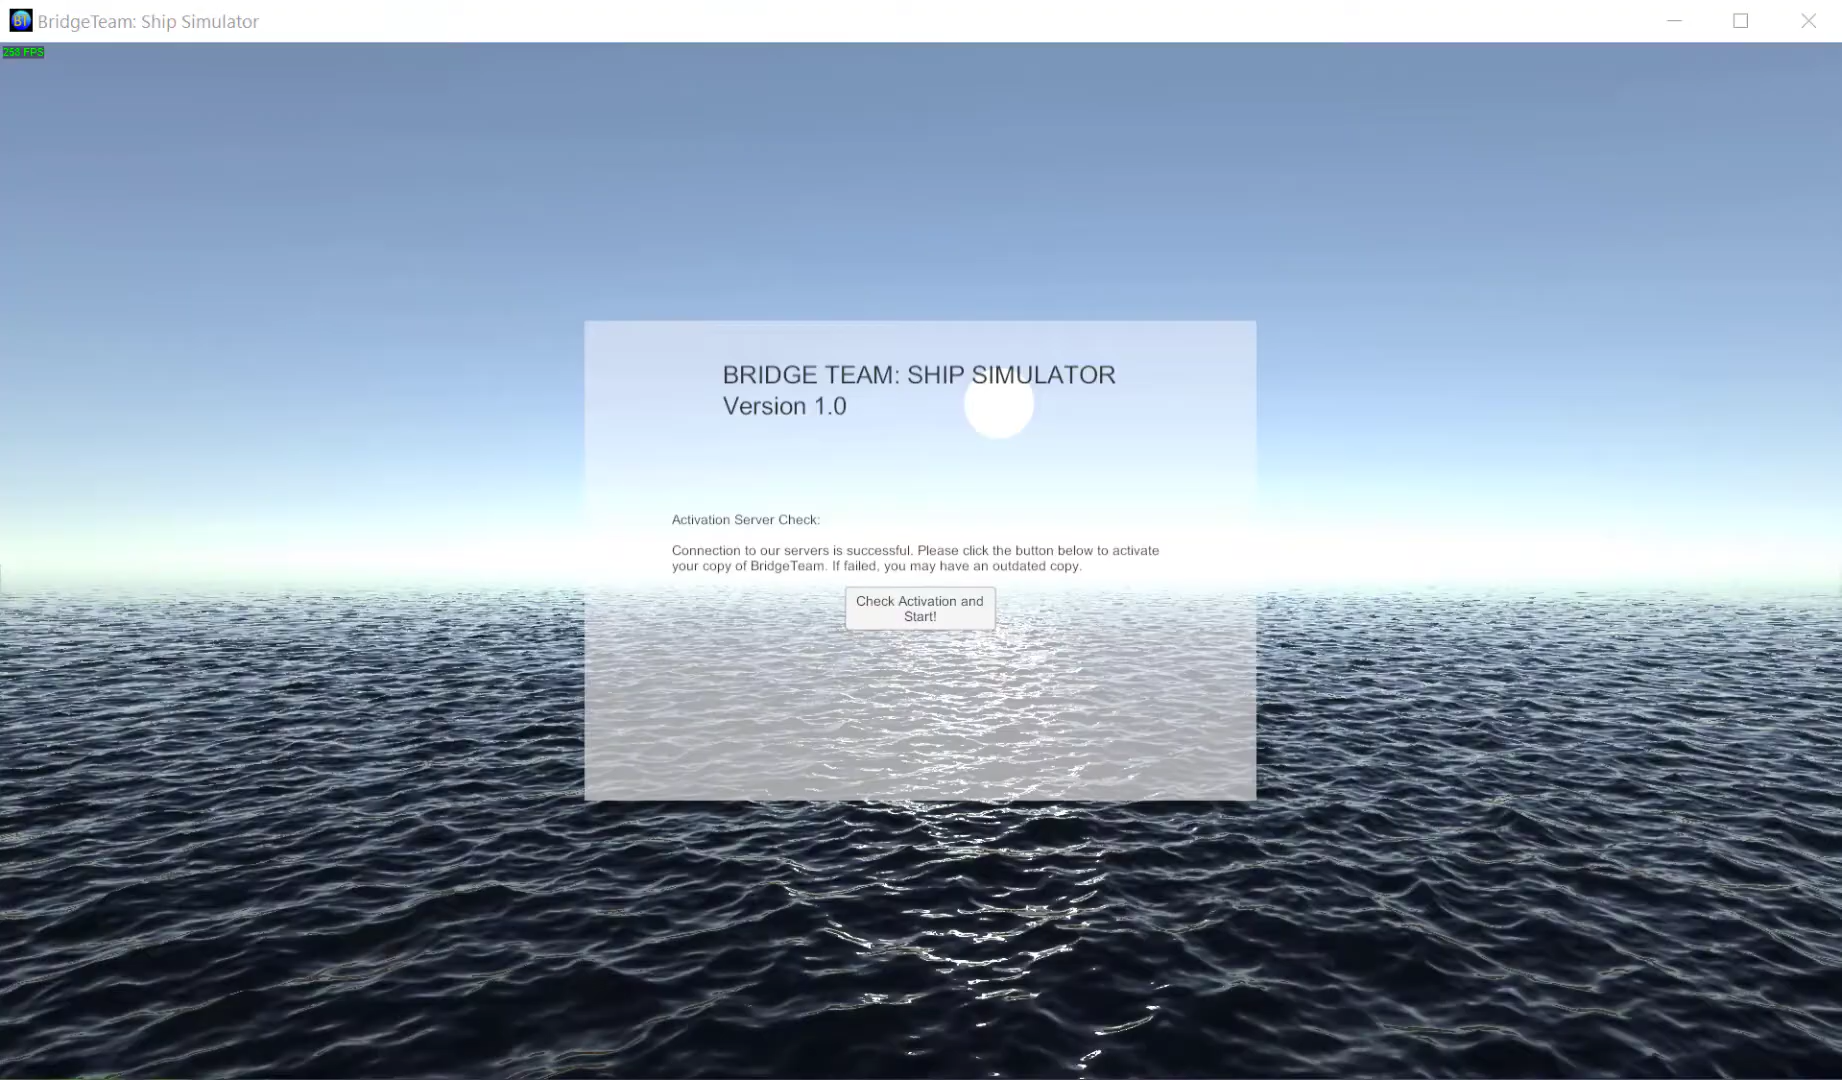 BT BridgeTeam: Ship Simulator
258 FPS
BRIDGE TEAM: SHIP SIMULATOR
Version 1.0
Activation Server Check:
Connection to our servers is successful. Please click the button below to activate
your copy of BridgeTeam. If failed, you may have an outdated copy.
Check Activation and
Start!